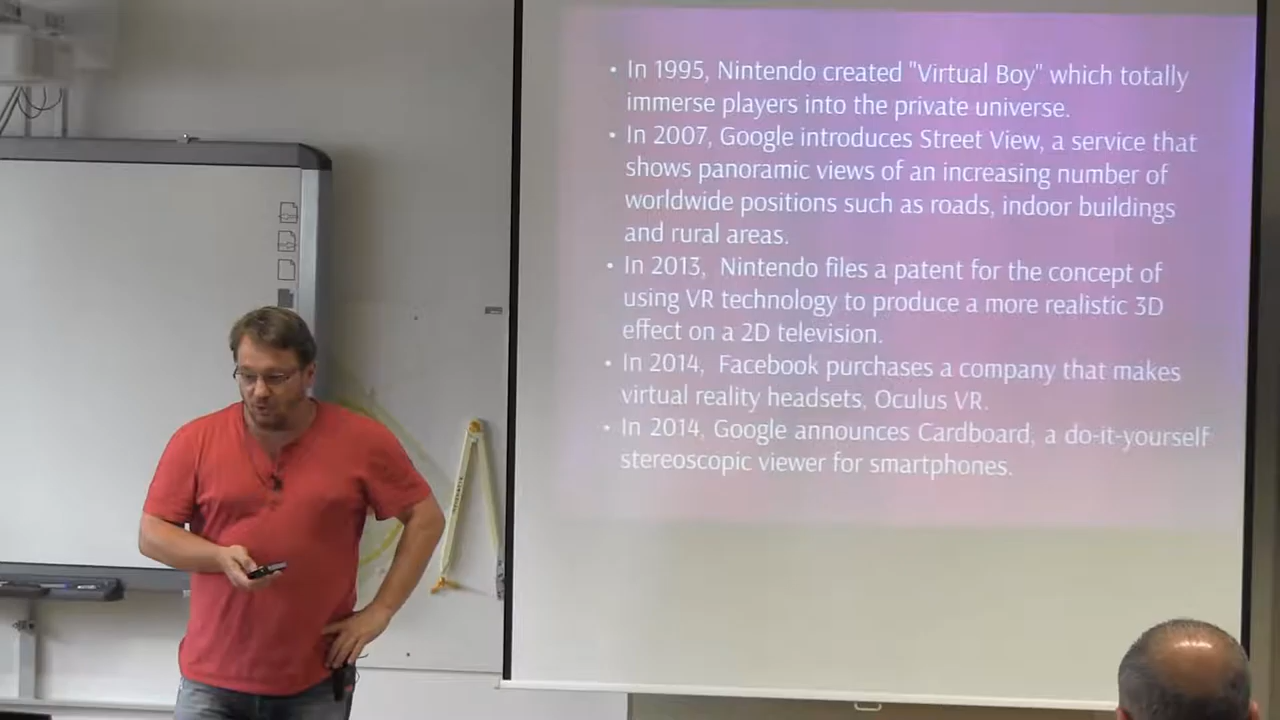 • In 1995, Nintendo created "Virtual Boy" which totally
immerse players into the private universe.
• In 2007, Google introduces Street View, a service that
shows panoramic views of an increasing number of
worldwide positions such as roads, indoor buildings
and rural areas.
• In 2013, Nintendo files a patent for the concept of
using VR technology to produce a more realistic 3D
effect on a 2D television.
• In 2014, Facebook purchases a company that makes
virtual reality headsets, Oculus VR.
• In 2014, Google announces Cardboard, a do-it-yourself
stereoscopic viewer for smartphones.